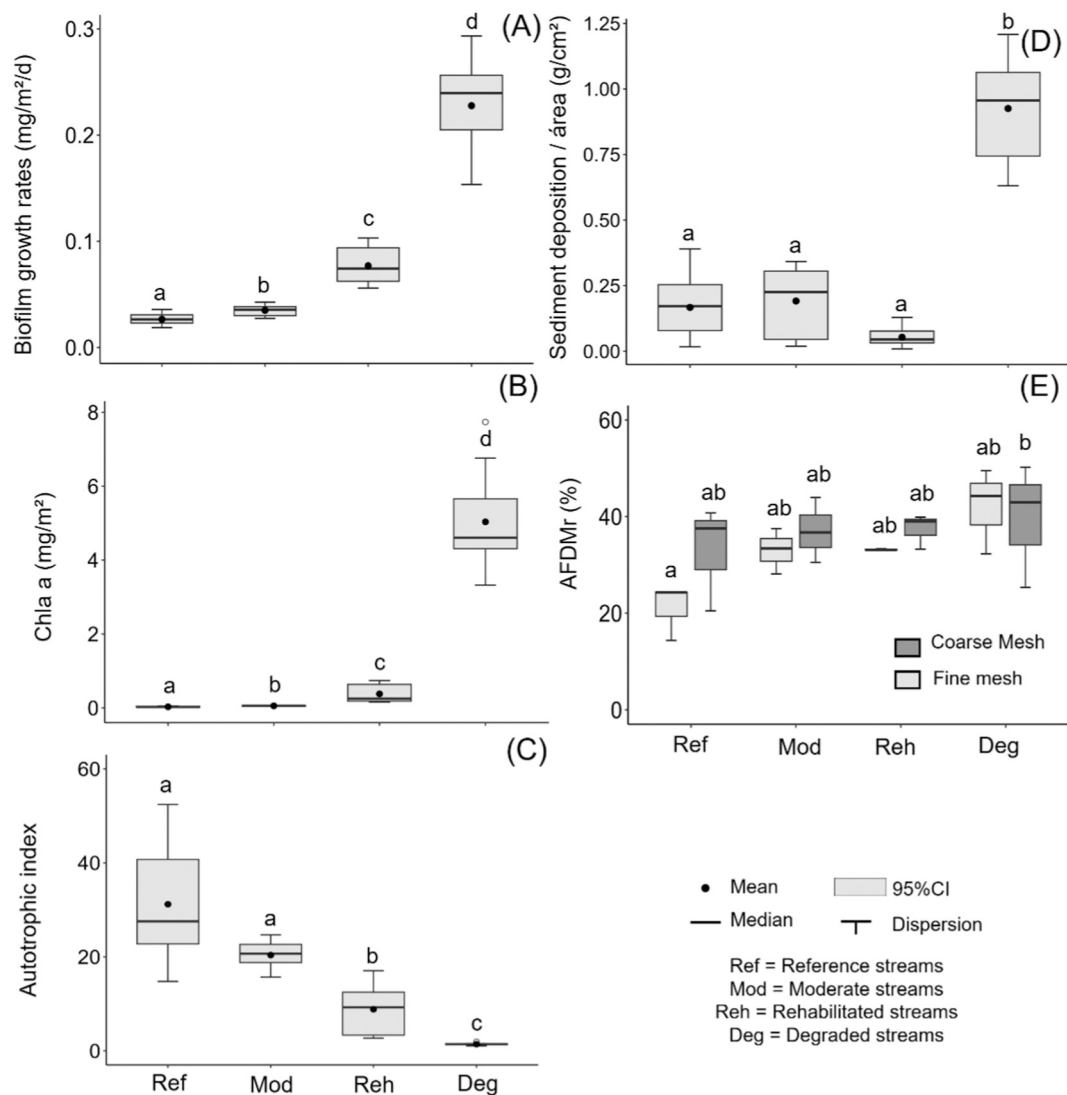 (A)
Biofilm growth rates (mg/m²/d)
0.3
0.2
0.1
0.0
a
b
c
d
(D)
Sediment deposition / área (g/cm²)
1.25
1.00
0.75
0.50
0.25
0.00
a
a
a
b
(B)
Chla a (mg/m²)
8
6
4
2
0
a
b
c
d
(E)
AFDMr (%)
60
40
20
0
a
ab
ab
ab
ab
ab
ab
b
Coarse Mesh
Fine mesh
Ref Mod Reh Deg
(C)
Autotrophic index
60
40
20
0
a
a
b
c
Ref Mod Reh Deg
Mean 95%CI
Median Dispersion
Ref = Reference streams
Mod = Moderate streams
Reh = Rehabilitated streams
Deg = Degraded streams